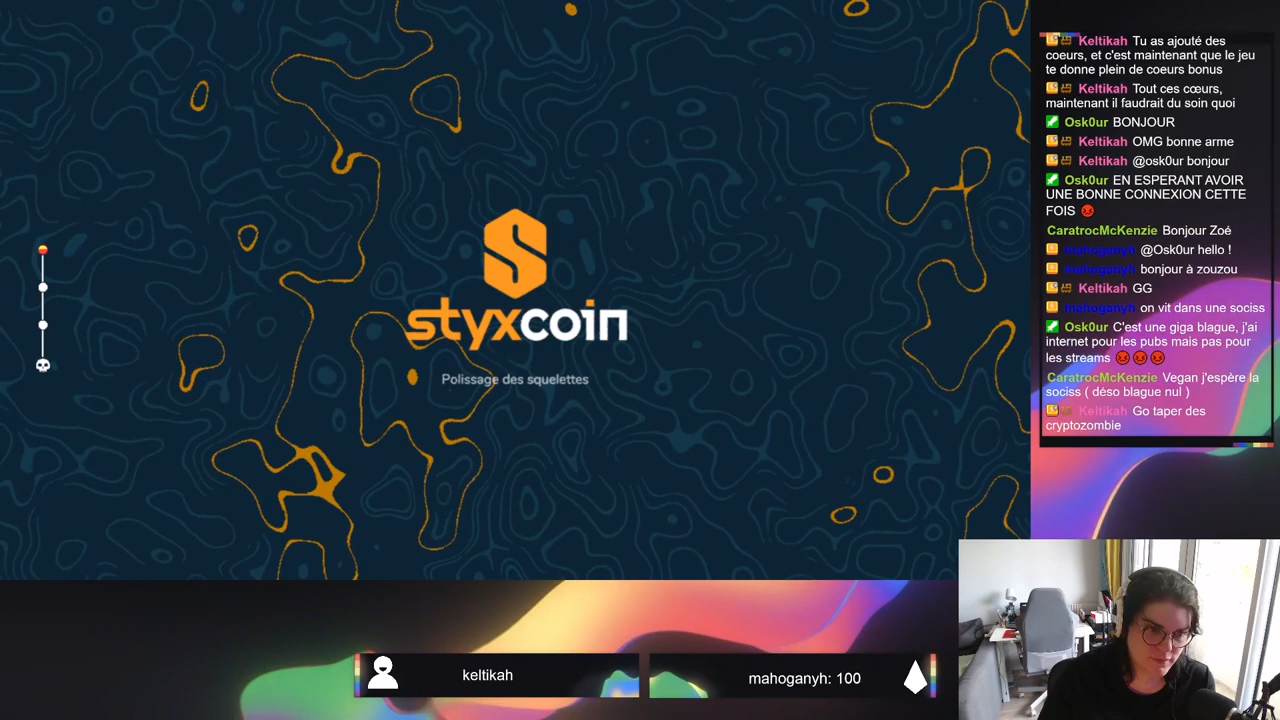 styxcoin
Polissage des squelettes
Keltikah Tu as ajouté des
coeurs, et c'est maintenant que le jeu
te donne plein de coeurs bonus
Keltikah Tout ces cœurs,
maintenant il faudrait du soin quoi
Osk0ur BONJOUR
Keltikah OMG bonne arme
Keltikah @osk0ur bonjour
Osk0ur EN ESPERANT AVOIR
UNE BONNE CONNEXION CETTE
FOIS
CaratrocMcKenzie Bonjour Zoé
mahoganyh @Osk0ur hello !
mahoganyh bonjour à zouzou
Keltikah GG
mahoganyh on vit dans une sociss
Osk0ur C'est une giga blague, j'ai
internet pour les pubs mais pas pour
les streams
CaratrocMcKenzie Vegan j'espère la
sociss ( déso blague nul )
Keltikah Go taper des
cryptozombie
keltikah
mahoganyh: 100